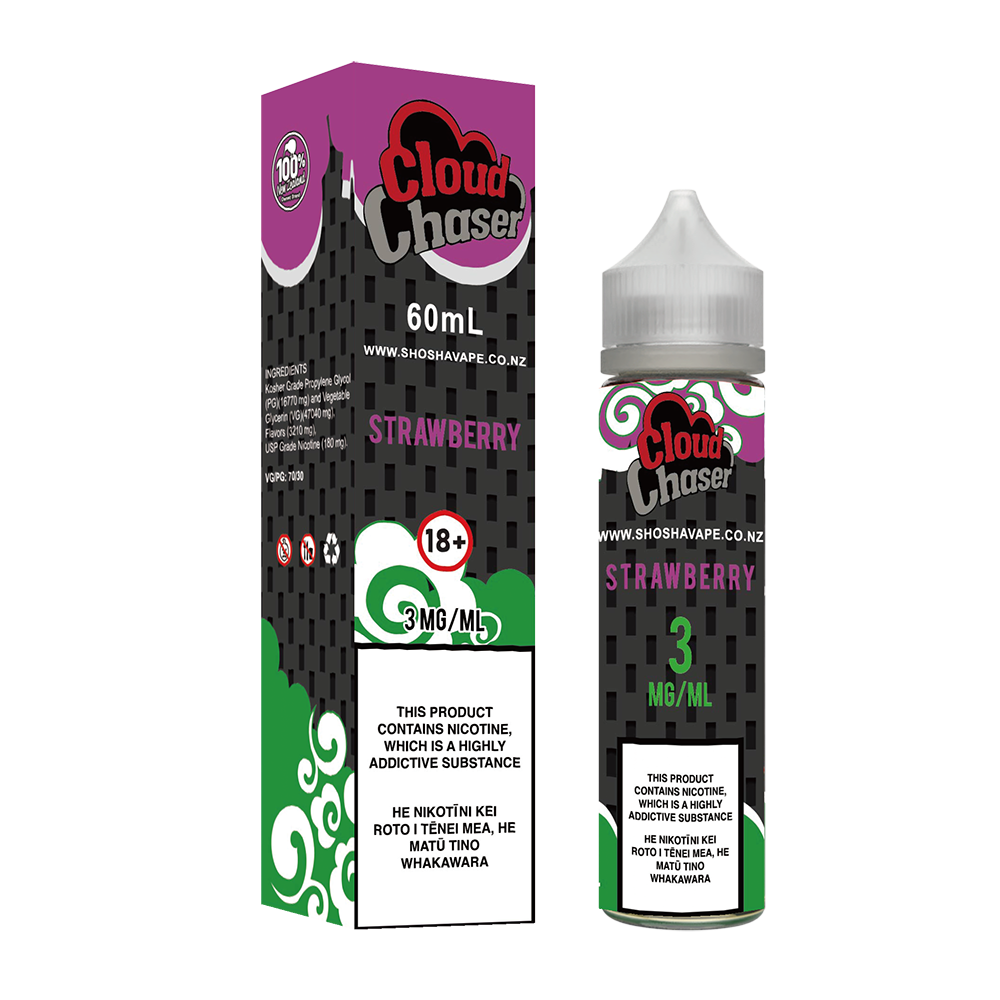 100%
New Zealand
Owned Brand
Cloud
Chaser
60mL
WWW.SHOSHAVAPE.CO.NZ
STRAWBERRY
18+
3 MG/ML
THIS PRODUCT
CONTAINS NICOTINE,
WHICH IS A HIGHLY
ADDICTIVE SUBSTANCE
HE NIKOTĪNI KEI
ROTO I TĒNEI MEA, HE
MATŪ TINO
WHAKAWARA
INGREDIENTS
Kosher Grade Propylene Glycol
(PG)(16770 mg) and Vegetable
Glycerin (VG)(47040 mg),
Flavors (3210 mg),
USP Grade Nicotine (180 mg).
VG/PG: 70/30
Cloud
Chaser
WWW.SHOSHAVAPE.CO.NZ
STRAWBERRY
3
MG/ML
THIS PRODUCT
CONTAINS NICOTINE,
WHICH IS A HIGHLY
ADDICTIVE SUBSTANCE
HE NIKOTĪNI KEI
ROTO I TĒNEI MEA, HE
MATŪ TINO
WHAKAWARA